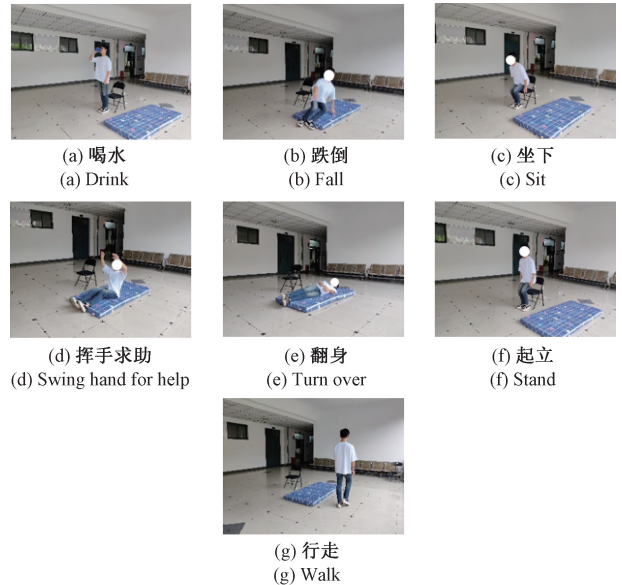 (a) 喝水
(a) Drink
(b) 跌倒
(b) Fall
(c) 坐下
(c) Sit
(d) 挥手求助
(d) Swing hand for help
(e) 翻身
(e) Turn over
(f) 起立
(f) Stand
(g) 行走
(g) Walk